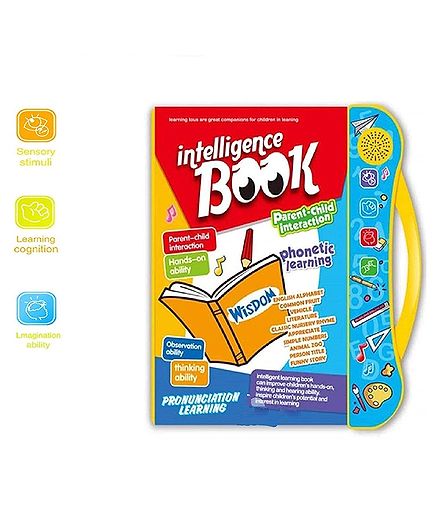 learning laus are great companions for children in leaning
intelligence
BOOK
Parent-Child
Interaction
Parent-child
interaction
Hands-on
ability
phonetic
learning
WISDOM
ENGLISH ALPHABET
COMMON FRUIT
VEHICLE
LITERATURE
CLASSIC NURSERY RHYME
APPRECIATE
SIMPLE NUMBERS
ANIMAL ZOO
PERSON TITLE
FUNNY STORY
Observation
ability
thinking
ability
PRONUNCIATION
LEARNING
intelligent learning book
can improve children's hands-on,
thinking and hearing ability.
inspire children's potential and
interest in learning
Sensory
stimuli
Learning
cognition
Lmagination
ability